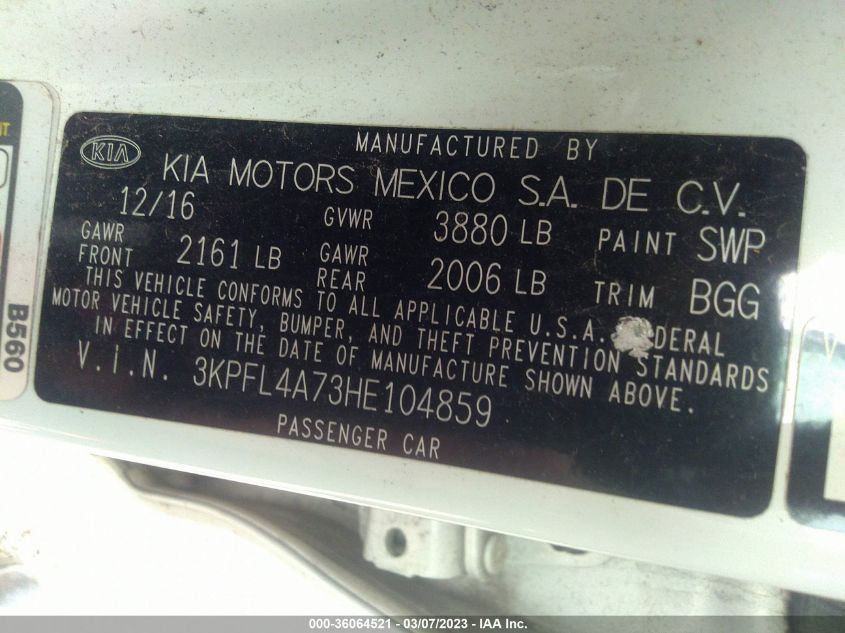 MANUFACTURED BY
KIA KIA MOTORS MEXICO S.A. DE C.V.
12/16 GVWR 3880 LB PAINT SWP
GAWR FRONT 2161 LB GAWR REAR 2006 LB TRIM BGG
THIS VEHICLE CONFORMS TO ALL APPLICABLE U.S.A. DERAL
MOTOR VEHICLE SAFETY, BUMPER, AND THEFT PREVENTION STANDARDS
IN EFFECT ON THE DATE OF MANUFACTURE SHOWN ABOVE.
V.I.N. 3KPFL4A73HE104859
PASSENGER CAR
B560
000-36064521 - 03/07/2023 - IAA Inc.